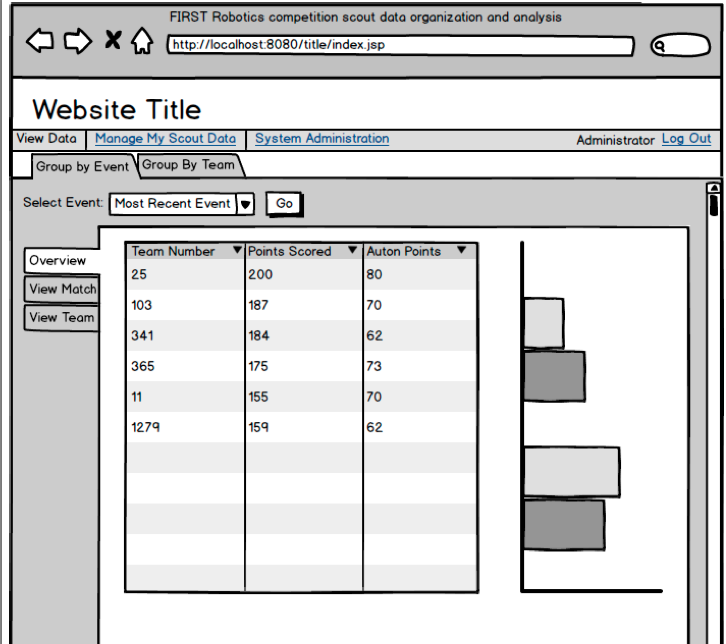 FIRST Robotics competition scout data organization and analysis
http://localhost:8080/title/index.jsp
Website Title
View Data Manage My Scout Data System Administration Administrator Log Out
Group by Event Group By Team
Select Event: Most Recent Event Go
Overview
View Match
View Team
Team Number Points Scored Auton Points
25 200 80
103 187 70
341 184 62
365 175 73
11 155 70
1279 159 62